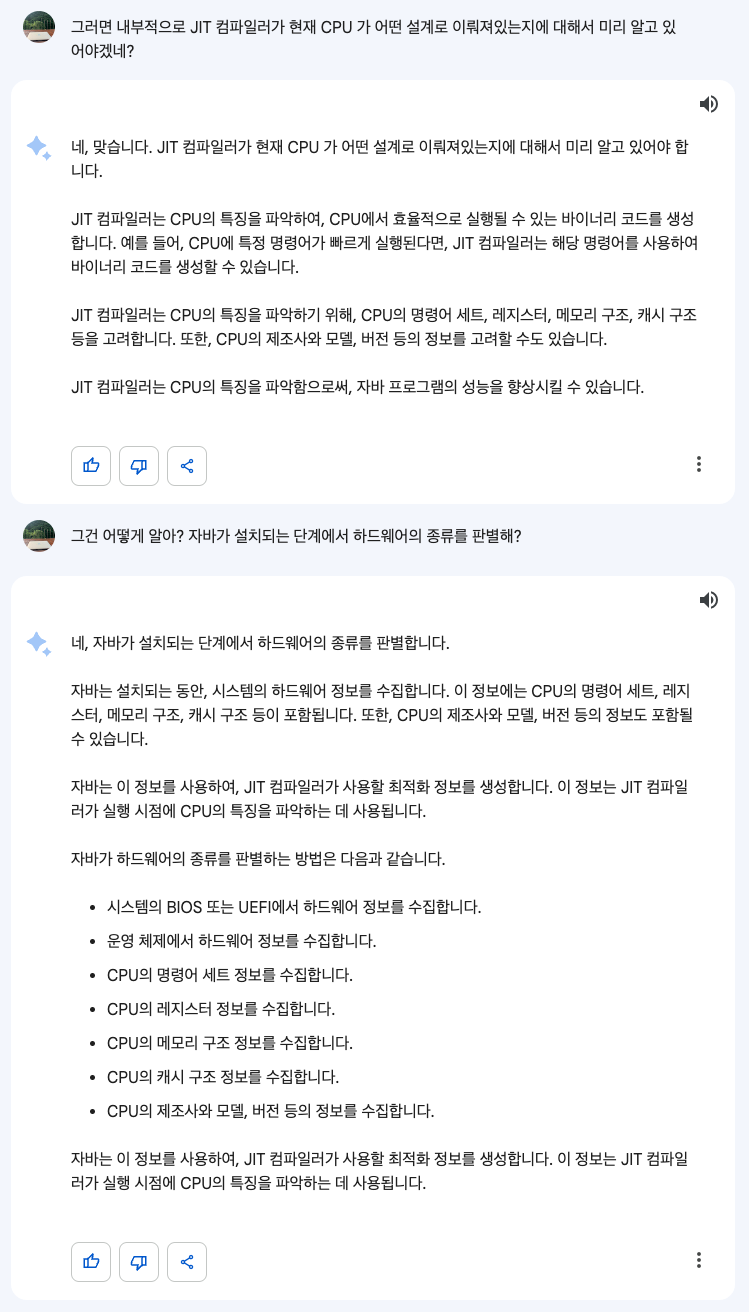 그러면 내부적으로 JIT 컴파일러가 현재 CPU 가 어떤 설계로 이뤄져있는지에 대해서 미리 알고 있
어야겠네?
네, 맞습니다. JIT 컴파일러가 현재 CPU 가 어떤 설계로 이뤄져있는지에 대해서 미리 알고 있어야 합
니다.
JIT 컴파일러는 CPU의 특징을 파악하여, CPU에서 효율적으로 실행될 수 있는 바이너리 코드를 생성
합니다. 예를 들어, CPU에 특정 명령어가 빠르게 실행된다면, JIT 컴파일러는 해당 명령어를 사용하여
바이너리 코드를 생성할 수 있습니다.
JIT 컴파일러는 CPU의 특징을 파악하기 위해, CPU의 명령어 세트, 레지스터, 메모리 구조, 캐시 구조
등을 고려합니다. 또한, CPU의 제조사와 모델, 버전 등의 정보를 고려할 수도 있습니다.
JIT 컴파일러는 CPU의 특징을 파악함으로써, 자바 프로그램의 성능을 향상시킬 수 있습니다.
그건 어떻게 알아? 자바가 설치되는 단계에서 하드웨어의 종류를 판별해?
네, 자바가 설치되는 단계에서 하드웨어의 종류를 판별합니다.
자바는 설치되는 동안, 시스템의 하드웨어 정보를 수집합니다. 이 정보에는 CPU의 명령어 세트, 레지
스터, 메모리 구조, 캐시 구조 등이 포함됩니다. 또한, CPU의 제조사와 모델, 버전 등의 정보도 포함될
수 있습니다.
자바는 이 정보를 사용하여, JIT 컴파일러가 사용할 최적화 정보를 생성합니다. 이 정보는 JIT 컴파일
러가 실행 시점에 CPU의 특징을 파악하는 데 사용됩니다.
자바가 하드웨어의 종류를 판별하는 방법은 다음과 같습니다.
• 시스템의 BIOS 또는 UEFI에서 하드웨어 정보를 수집합니다.
• 운영 체제에서 하드웨어 정보를 수집합니다.
• CPU의 명령어 세트 정보를 수집합니다.
• CPU의 레지스터 정보를 수집합니다.
• CPU의 메모리 구조 정보를 수집합니다.
• CPU의 캐시 구조 정보를 수집합니다.
• CPU의 제조사와 모델, 버전 등의 정보를 수집합니다.
자바는 이 정보를 사용하여, JIT 컴파일러가 사용할 최적화 정보를 생성합니다. 이 정보는 JIT 컴파일
러가 실행 시점에 CPU의 특징을 파악하는 데 사용됩니다.